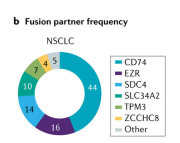 b Fusion partner frequency
NSCLC
44
16
14
10
7
4
5
CD74
EZR
SDC4
SLC34A2
TPM3
ZCCHC8
Other